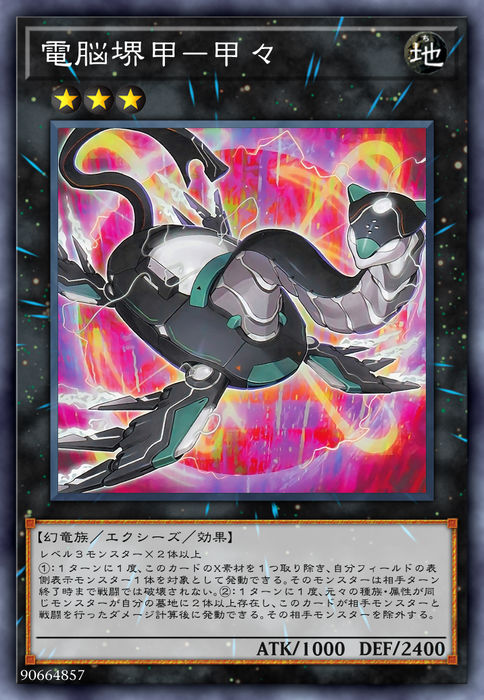 電脳堺甲－甲々
ち
地
【幻竜族／エクシーズ／効果】
レベル３モンスター×２体以上
①：１ターンに１度、このカードのX素材を１つ取り除き、自分フィールドの表
側表示モンスター１体を対象として発動できる。そのモンスターは相手ターン
終了時まで戦闘では破壊されない。②：１ターンに１度、元々の種族・属性が同
じモンスターが自分の墓地に２体以上存在し、このカードが相手モンスターと
戦闘を行ったダメージ計算後に発動できる。その相手モンスターを除外する。
ATK/1000 DEF/2400
90664857